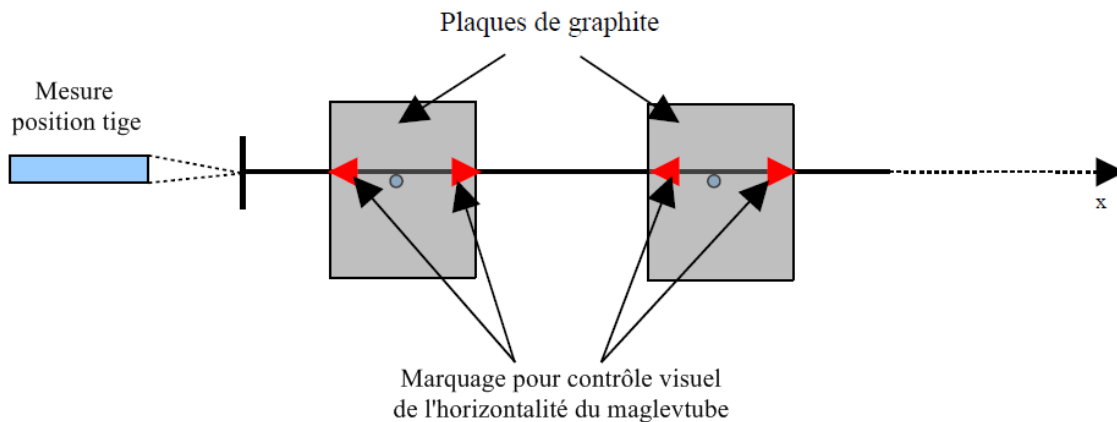 Plaques de graphite
Mesure
position tige
x
Marquage pour contrôle visuel
de l'horizontalité du maglevtube